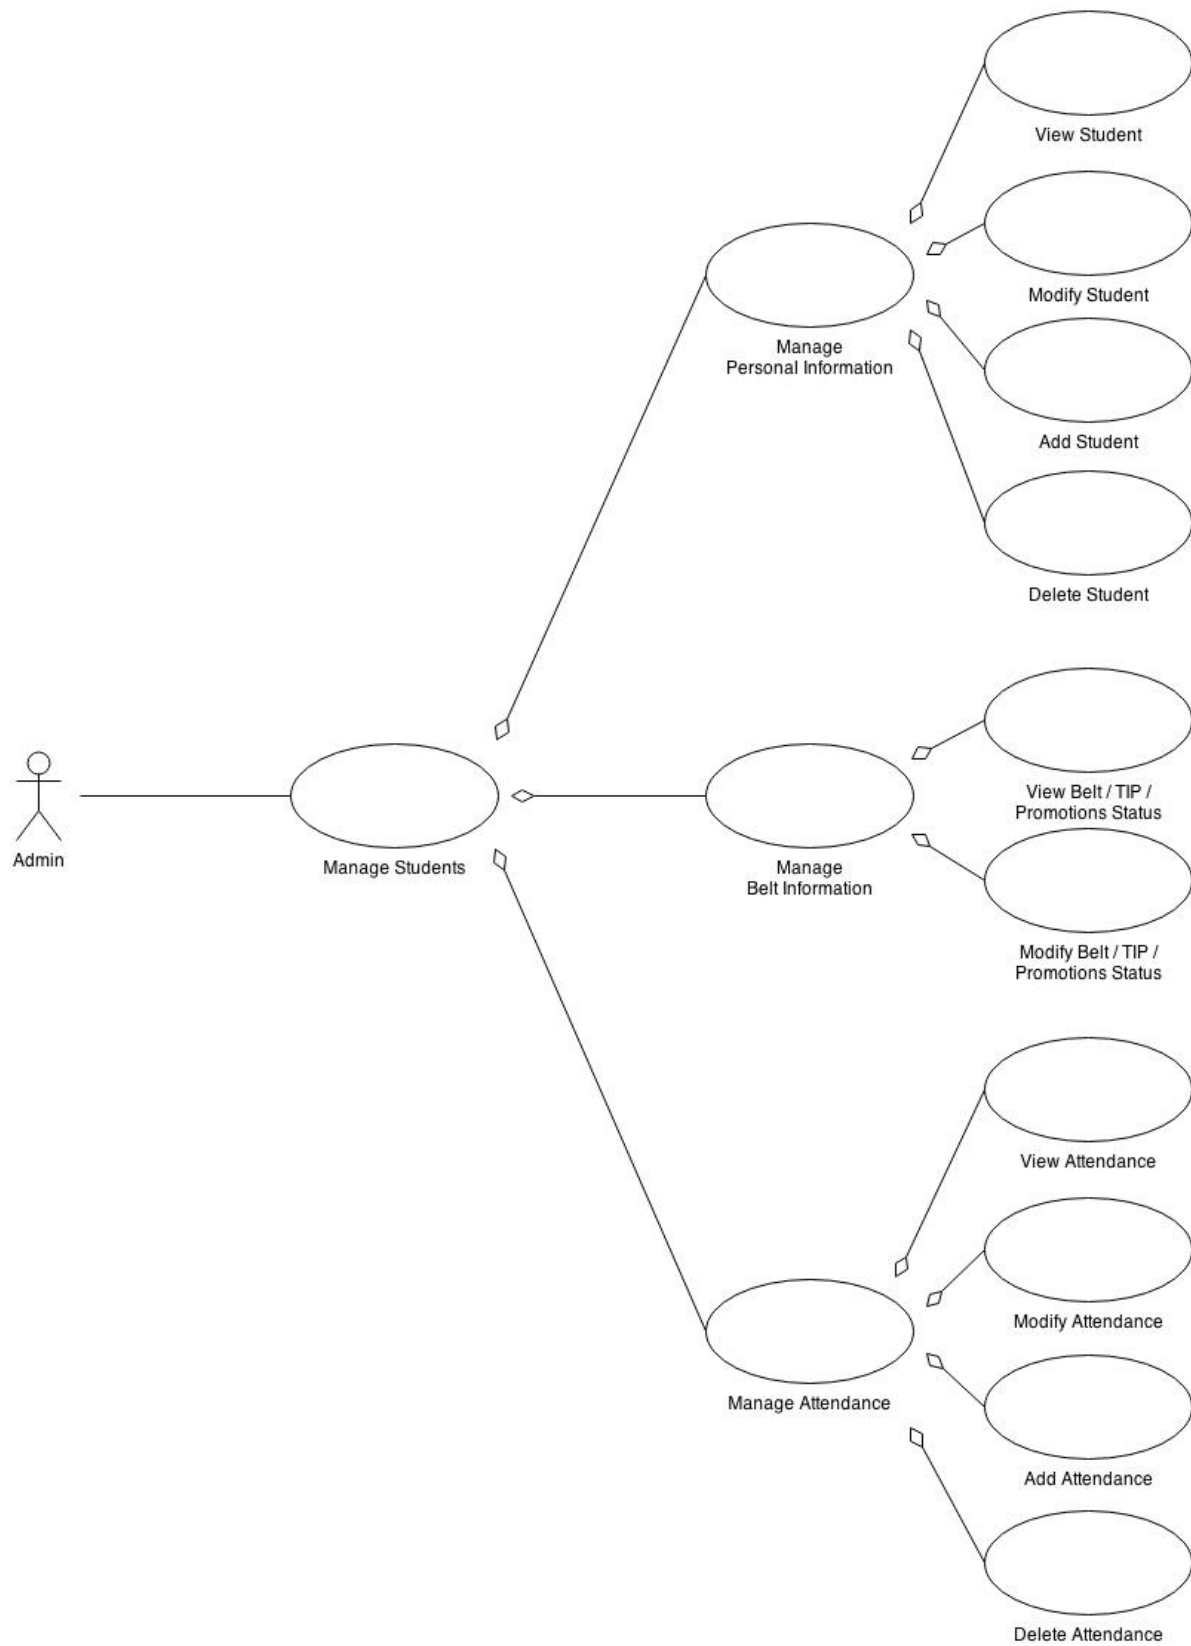 View Student
Modify Student
Manage
Personal Information
Add Student
Delete Student
View Belt / TIP /
Promotions Status
Admin
Manage Students
Manage
Belt Information
Modify Belt / TIP /
Promotions Status
View Attendance
Modify Attendance
Manage Attendance
Add Attendance
Delete Attendance